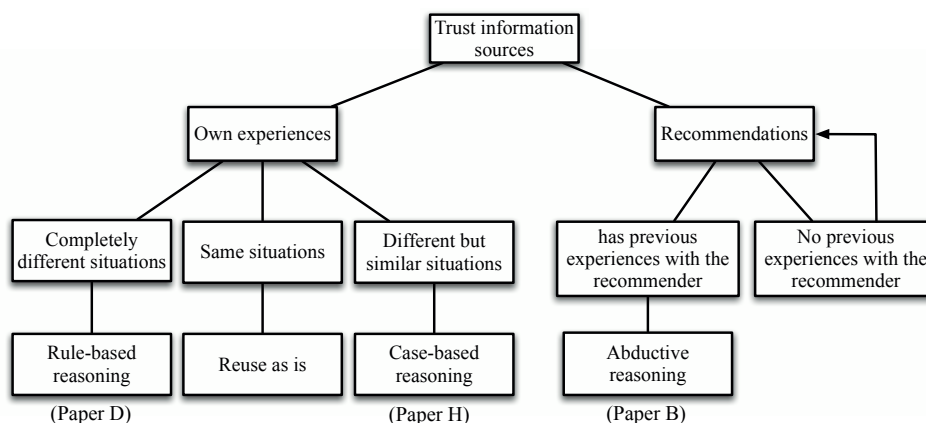 Trust information
sources
Own experiences
Recommendations
Completely
different situations
Same situations
Different but
similar situations
has previous
experiences with the
recommender
No previous
experiences with the
recommender
Rule-based
reasoning
Reuse as is
Case-based
reasoning
Abductive
reasoning
(Paper D)
(Paper H)
(Paper B)